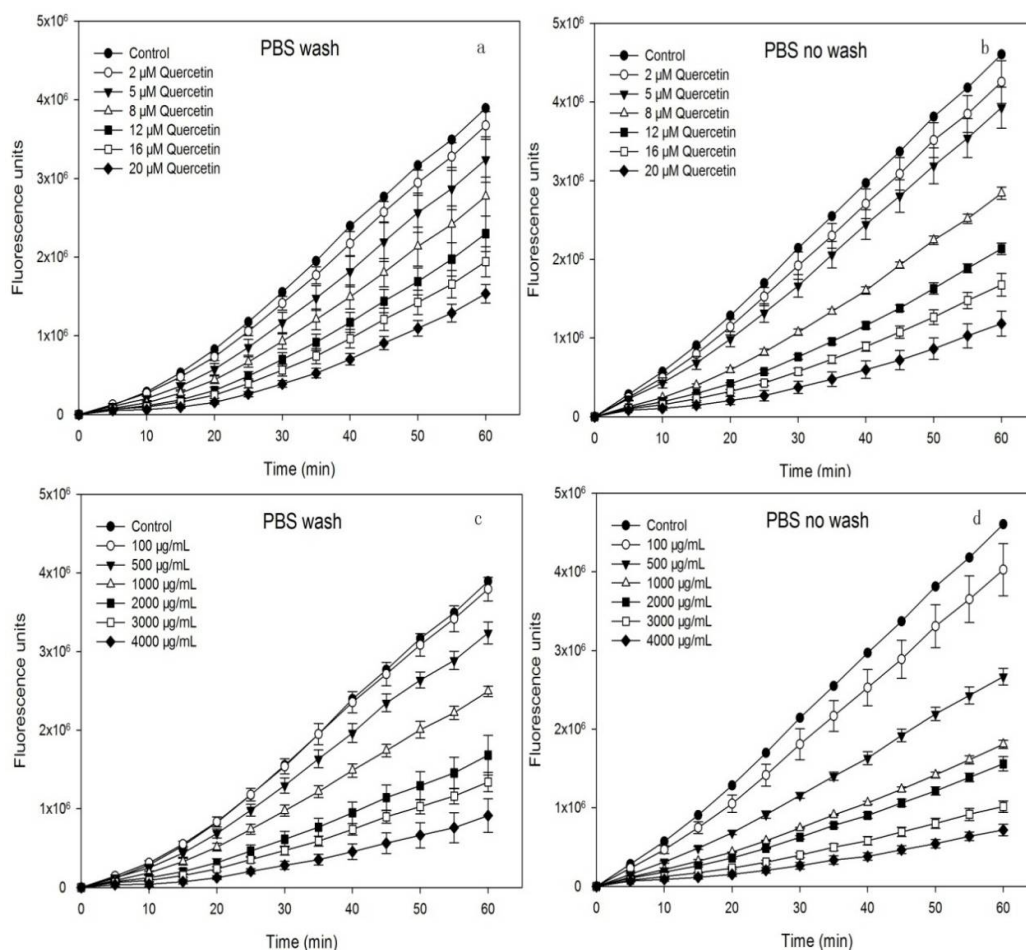 PBS wash
a
Fluorescence units
5x10⁶
4x10⁶
3x10⁶
2x10⁶
1x10⁶
0
Control
2 µM Quercetin
5 µM Quercetin
8 µM Quercetin
12 µM Quercetin
16 µM Quercetin
20 µM Quercetin
0 10 20 30 40 50 60
Time (min)
PBS no wash
b
Fluorescence units
5x10⁶
4x10⁶
3x10⁶
2x10⁶
1x10⁶
0
Control
2 µM Quercetin
5 µM Quercetin
8 µM Quercetin
12 µM Quercetin
16 µM Quercetin
20 µM Quercetin
0 10 20 30 40 50 60
Time (min)
PBS wash
c
Fluorescence units
5x10⁶
4x10⁶
3x10⁶
2x10⁶
1x10⁶
0
Control
100 µg/mL
500 µg/mL
1000 µg/mL
2000 µg/mL
3000 µg/mL
4000 µg/mL
0 10 20 30 40 50 60
Time (min)
PBS no wash
d
Fluorescence units
5x10⁶
4x10⁶
3x10⁶
2x10⁶
1x10⁶
0
Control
100 µg/mL
500 µg/mL
1000 µg/mL
2000 µg/mL
3000 µg/mL
4000 µg/mL
0 10 20 30 40 50 60
Time (min)